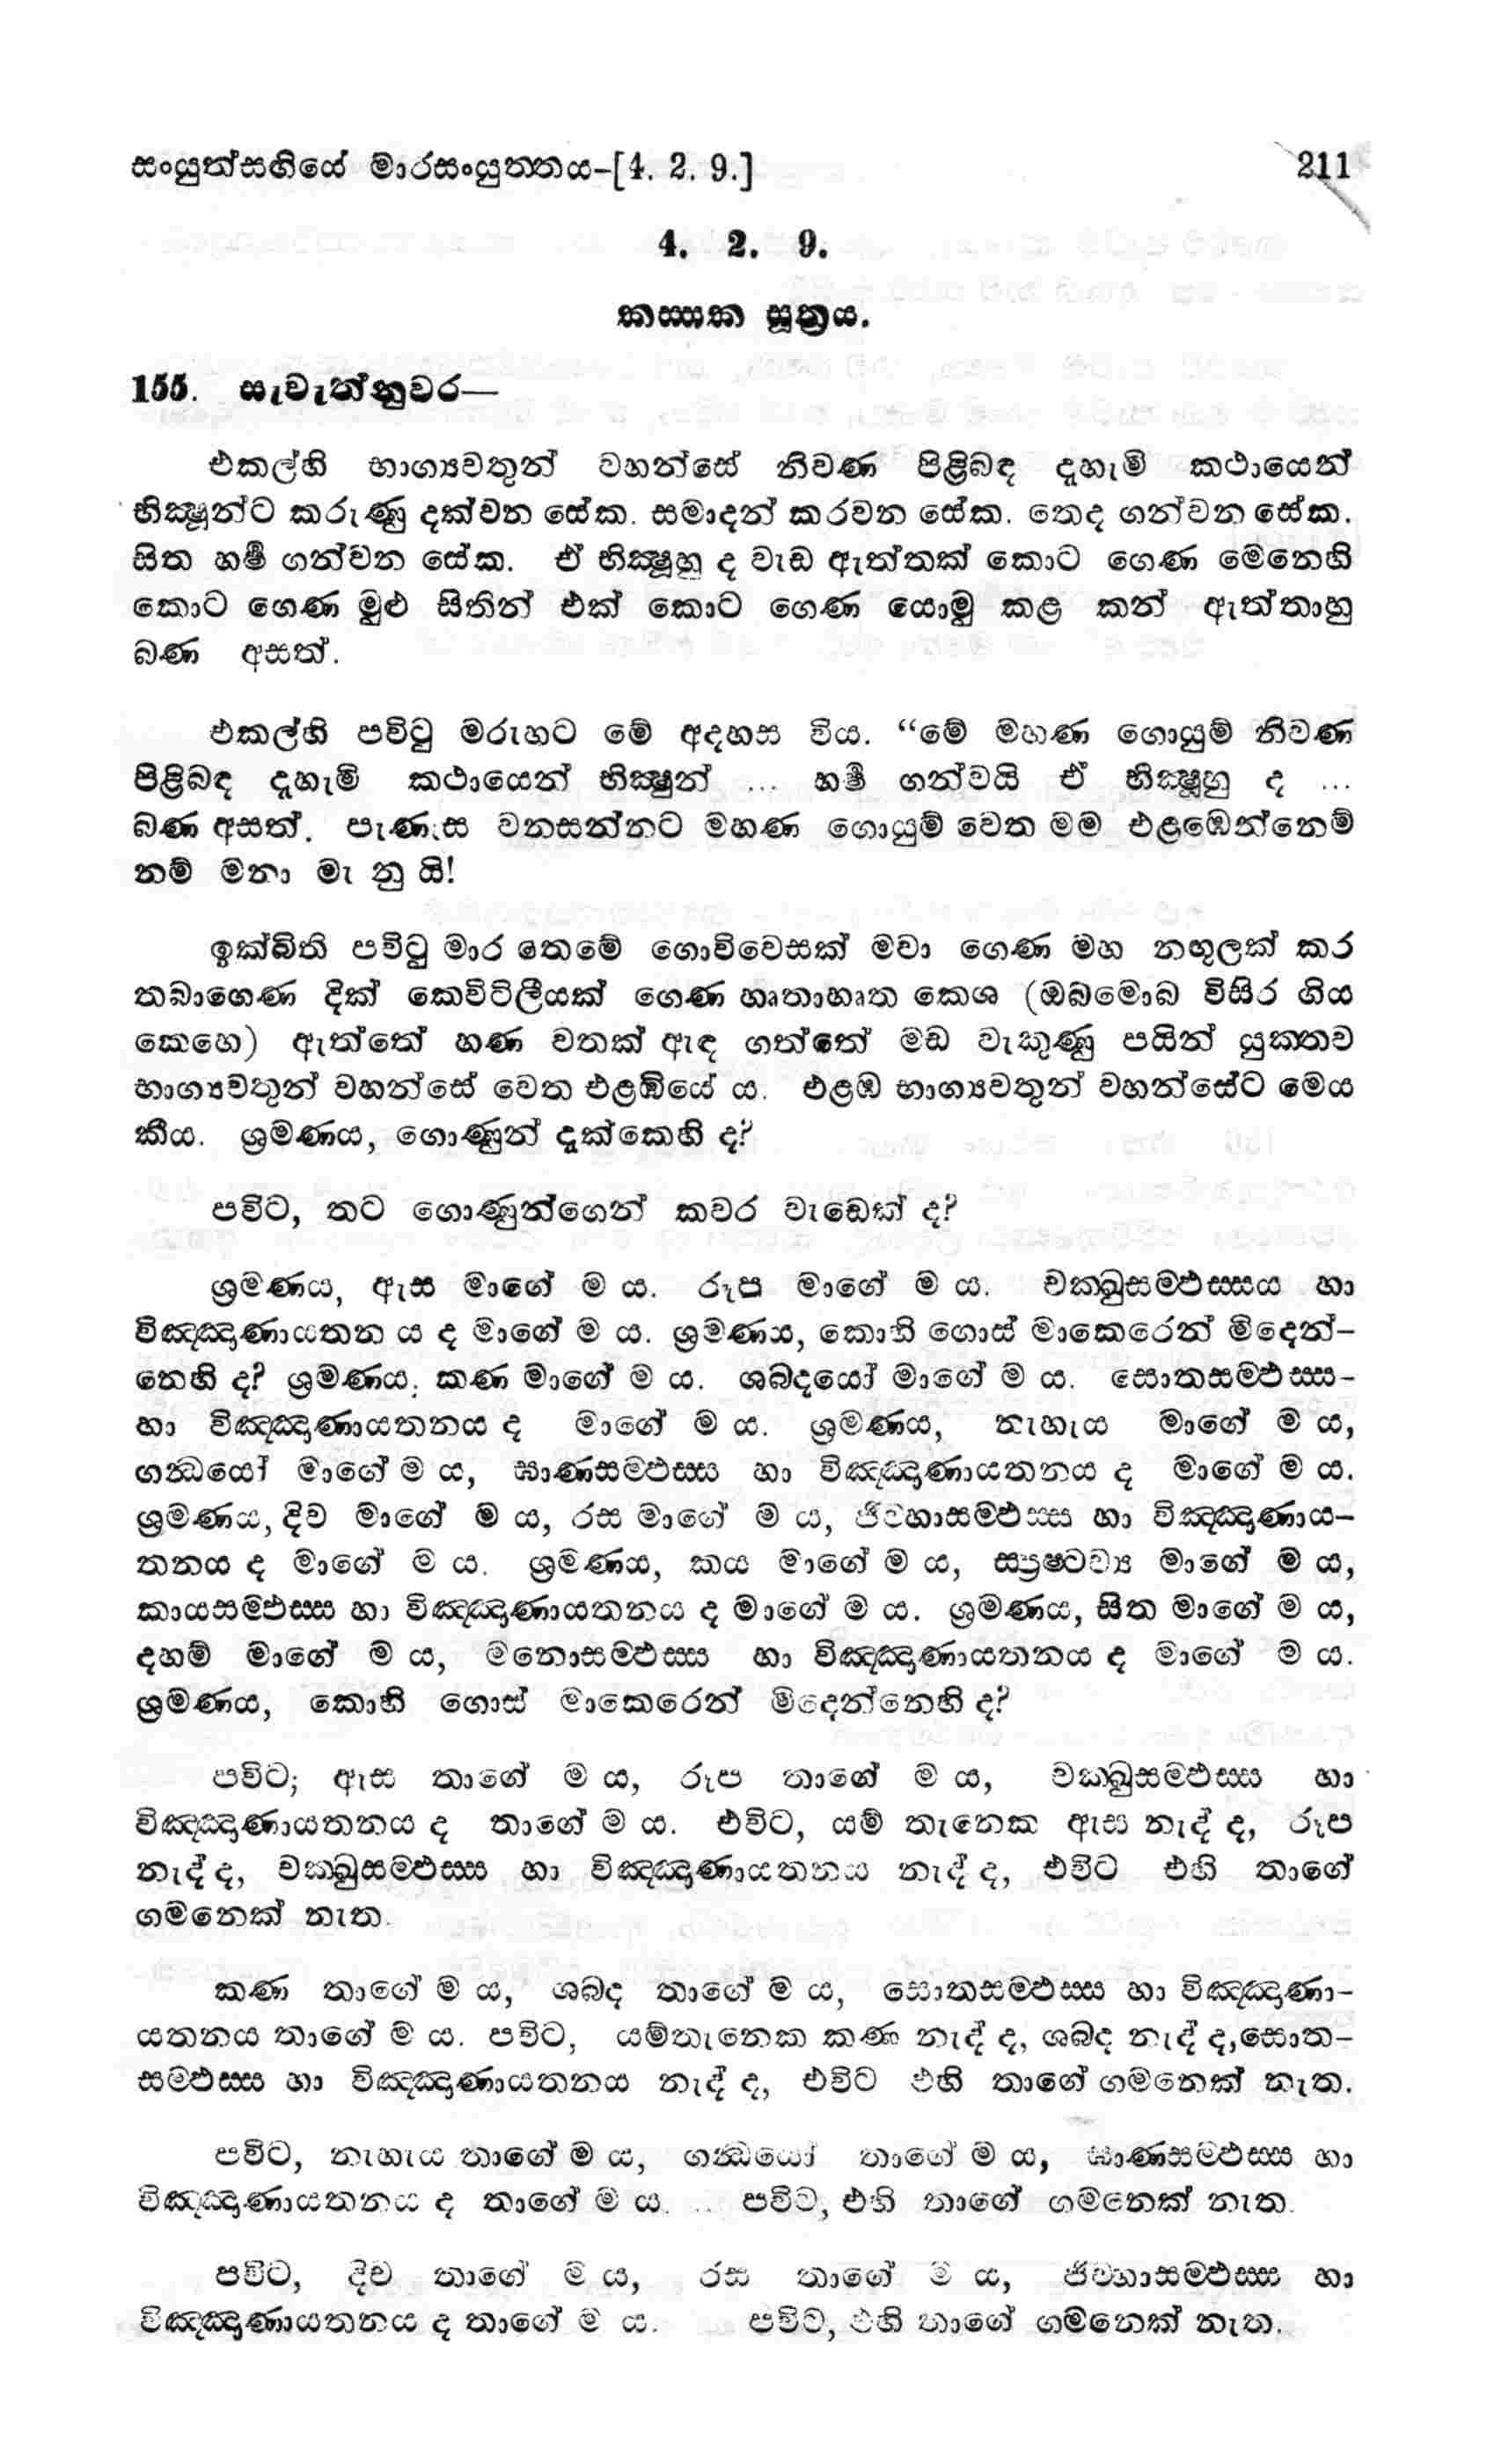 සංයුත්සඟියේ මාරසංයුත්තය–[4. 2. 9.] 211
4. 2. 9.
කස්සක සූත්‍රය.
155. සැවැත්නුවර—
එකල්හි භාග්‍යවතුන් වහන්සේ නිවණ පිළිබඳ දැහැමි කථායෙන්
භික්‍ෂූන්ට කරුණු දක්වන සේක. සමාදන් කරවන සේක. තෙද ගන්වන සේක.
සිත හර්‍ෂ ගන්වන සේක. ඒ භික්‍ෂූහු ද වැඩ ඇත්තක් කොට ගෙණ මෙනෙහි
කොට ගෙණ මුළු සිතින් එක් කොට ගෙණ යොමු කළ කන් ඇත්තාහු
බණ අසත්.
එකල්හි පවිටු මරුහට මේ අදහස විය. “මේ මහණ ගොයුම් නිවණ
පිළිබඳ දැහැමි කථායෙන් භික්‍ෂුන් ... හර්‍ෂ ගන්වයි ඒ භික්‍ෂූහු ද ...
බණ අසත්. පැණැස වනසන්නට මහණ ගොයුම් වෙත මම එළඹෙන්නෙම්
නම් මනා මැ නු යි!
ඉක්බිති පවිටු මාර තෙමේ ගොවිවෙසක් මවා ගෙණ මහ නඟුලක් කර
තබාගෙණ දික් කෙවිටිලීයක් ගෙණ හෘතාහෘත කෙශ (ඔබමොබ විසිර ගිය
කෙහෙ) ඇත්තේ හණ වතක් ඇඳ ගත්තේ මඩ වැකුණු පයින් යුක්තව
භාග්‍යවතුන් වහන්සේ වෙත එළඹියේ ය. එළඹ භාග්‍යවතුන් වහන්සේට මෙය
කීය. ශ්‍රමණය, ගොණුන් දැක්කෙහි ද?
පවිට, තට ගොණුන්ගෙන් කවර වැඩෙක් ද?
ශ්‍රමණය, ඇස මාගේ ම ය. රූප මාගේ ම ය. චක්ඛුසම්ඵස්සය හා
විඤ්ඤාණායතන ය ද මාගේ ම ය. ශ්‍රමණය, කොහි ගොස් මාකෙරෙන් මිදෙන්–
නෙහි ද? ශ්‍රමණය, කණ මාගේ ම ය. ශබ්දයෝ මාගේ ම ය. සොතසම්ඵස්ස–
හා විඤ්ඤාණායතනය ද මාගේ ම ය. ශ්‍රමණය, නැහැය මාගේ ම ය,
ගන්ධයෝ මාගේ ම ය, ඝාණසම්ඵස්ස හා විඤ්ඤාණායතනය ද මාගේ ම ය.
ශ්‍රමණය, දිව මාගේ ම ය, රස මාගේ ම ය, ජිව්හාසම්ඵස්ස හා විඤ්ඤාණාය–
තනය ද මාගේ ම ය. ශ්‍රමණය, කය මාගේ ම ය, ස්ප්‍රෂ්ටව්‍ය මාගේ ම ය,
කායසම්ඵස්ස හා විඤ්ඤාණායතනය ද මාගේ ම ය. ශ්‍රමණය, සිත මාගේ ම ය,
දහම් මාගේ ම ය, මනොසම්ඵස්ස හා විඤ්ඤාණායතනය ද මාගේ ම ය.
ශ්‍රමණය, කොහි ගොස් මාකෙරෙන් මිදෙන්නෙහි ද?
පවිට; ඇස තාගේ ම ය, රූප තාගේ ම ය, චක්ඛුසම්ඵස්ස හා
විඤ්ඤාණායතනය ද තාගේ ම ය. එවිට, යම් තැනෙක ඇස නැද්ද, රූප
නැද්ද, චක්ඛුසම්ඵස්ස හා විඤ්ඤාණායතනය නැද්ද, එවිට එහි තාගේ
ගමනෙක් නැත.
කණ තාගේ ම ය, ශබ්ද තාගේ ම ය, සොතසම්ඵස්ස හා විඤ්ඤාණා–
යතනය තාගේ ම ය. පවිට, යම්තැනෙක කණ නැද්ද, ශබ්ද නැද්ද,සොත–
සම්ඵස්ස හා විඤ්ඤාණායතනය නැද්ද, එවිට එහි තාගේ ගමනෙක් නැත.
පවිට, නැහැය තාගේ ම ය, ගන්ධයෝ තාගේ ම ය, ඝාණසම්ඵස්ස හා
විඤ්ඤාණායතනය ද තාගේ ම ය. .. පවිට, එහි තාගේ ගමනෙක් නැත.
පවිට, දිව තාගේ ම ය, රස තාගේ ම ය, ජිව්හාසම්ඵස්ස හා
විඤ්ඤාණායතනය ද තාගේ ම ය. පවිට, එහි තාගේ ගමනෙක් නැත.